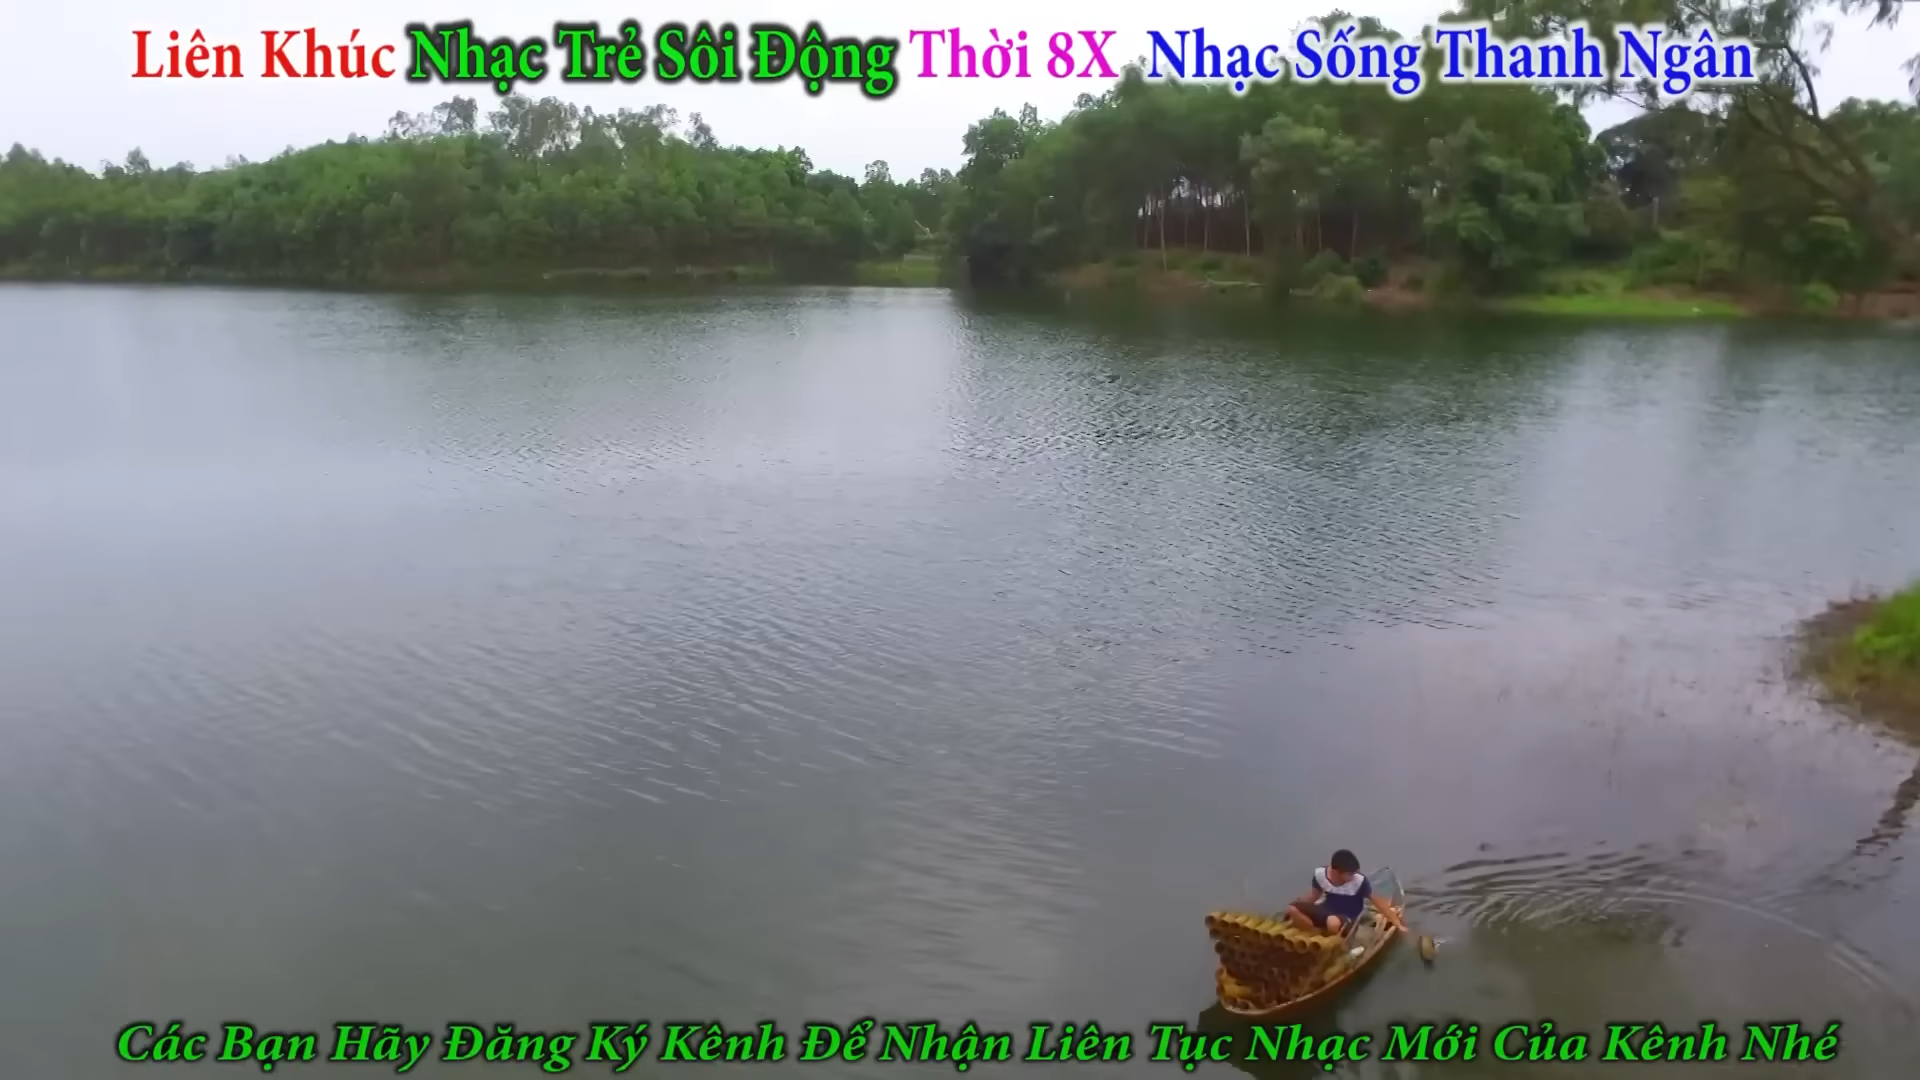 Liên Khúc Nhạc Trẻ Sôi Động Thời 8X Nhạc Sống Thanh Ngân
Các Bạn Hãy Đăng Ký Kênh Để Nhận Liên Tục Nhạc Mới Của Kênh Nhé